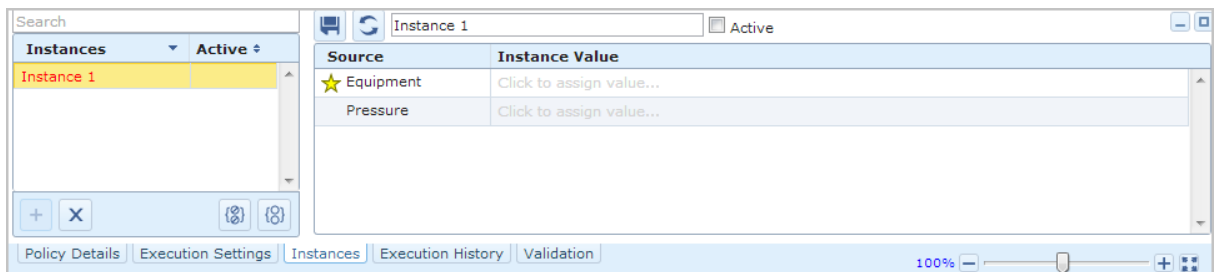 Search
Instances Active
Instance 1
Instance 1 Active
Source Instance Value
Equipment Click to assign value...
Pressure Click to assign value...
Policy Details Execution Settings Instances Execution History Validation
100%